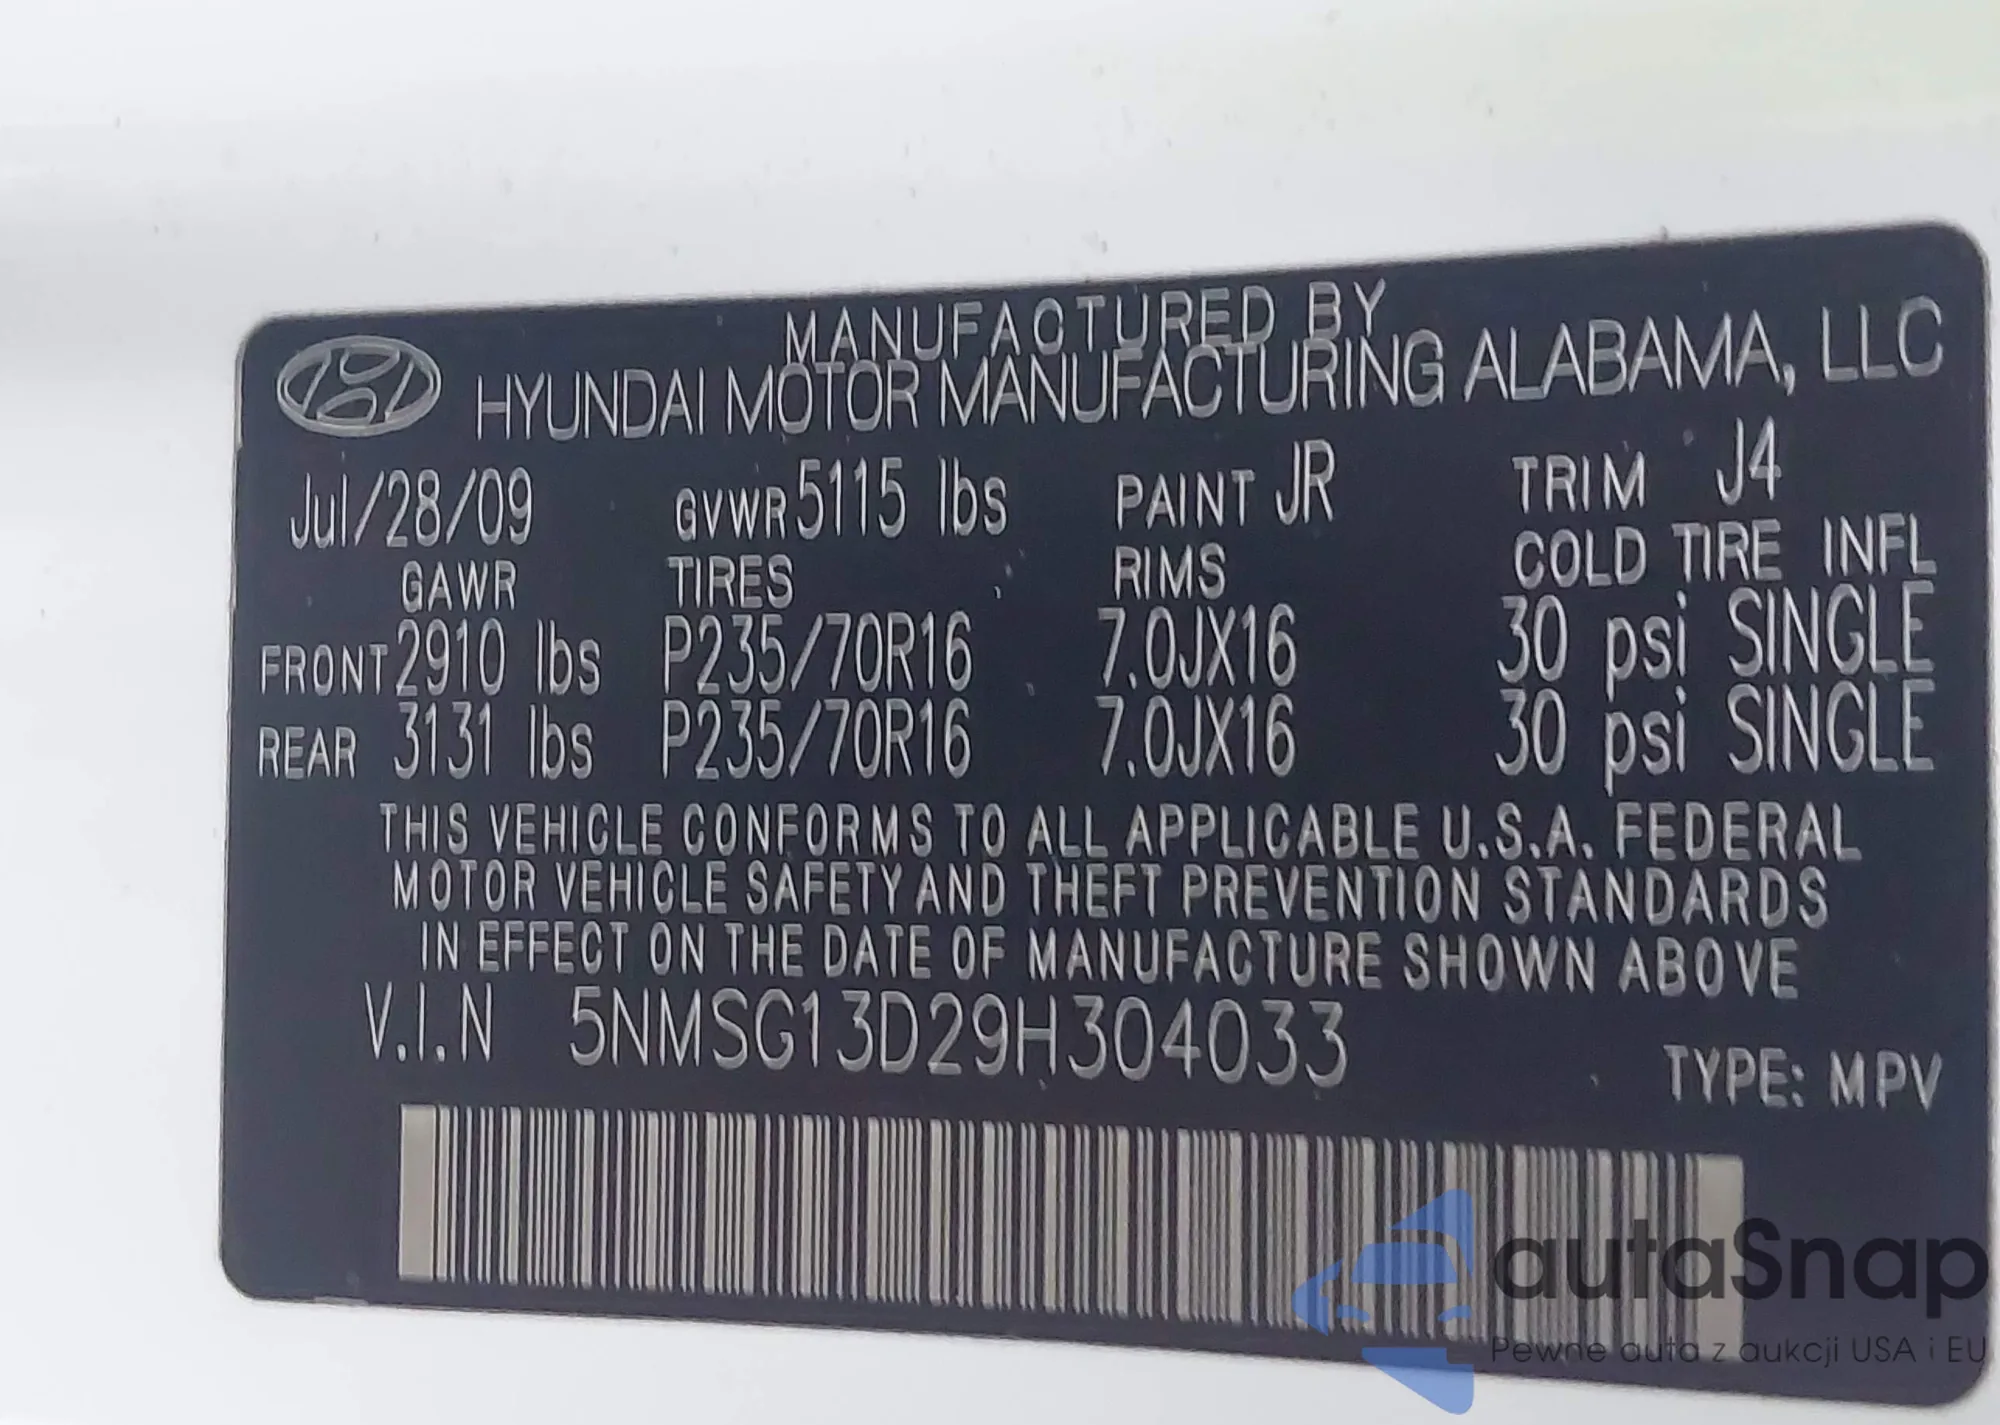 MANUFACTURED BY
HYUNDAI MOTOR MANUFACTURING ALABAMA, LLC
Jul/28/09 GVWR 5115 lbs PAINT JR TRIM J4
GAWR TIRES RIMS COLD TIRE INFL
FRONT 2910 lbs P235/70R16 7.0JX16 30 psi SINGLE
REAR 3131 lbs P235/70R16 7.0JX16 30 psi SINGLE
THIS VEHICLE CONFORMS TO ALL APPLICABLE U.S.A. FEDERAL
MOTOR VEHICLE SAFETY AND THEFT PREVENTION STANDARDS
IN EFFECT ON THE DATE OF MANUFACTURE SHOWN ABOVE
V.I.N 5NMSG13D29H304033
TYPE: MPV
autaSnap
Pewne auta z aukcji USA i EU